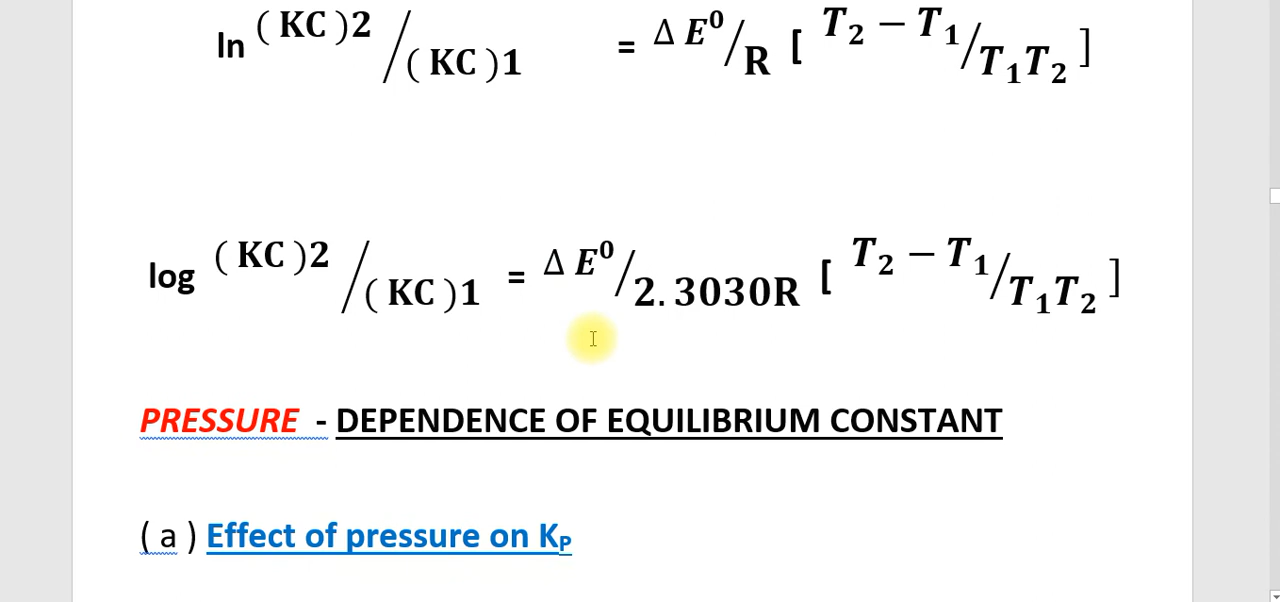 ln (KC)2/(KC)1 = Δ E⁰/R [ T₂ − T₁/T₁T₂ ]
log (KC)2/(KC)1 = Δ E⁰/2.3030R [ T₂ − T₁/T₁T₂ ]
PRESSURE - DEPENDENCE OF EQUILIBRIUM CONSTANT
( a ) Effect of pressure on Kₚ